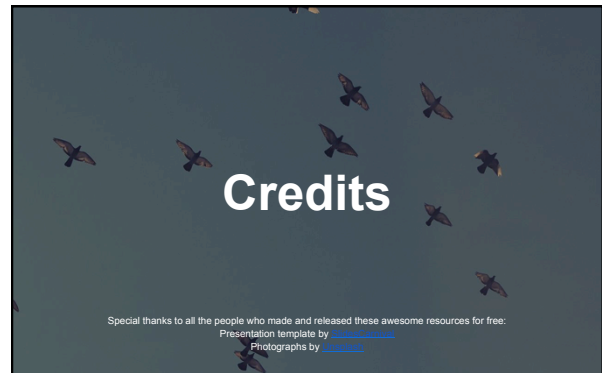 Credits
Special thanks to all the people who made and released these awesome resources for free:
Presentation template by
Photographs by